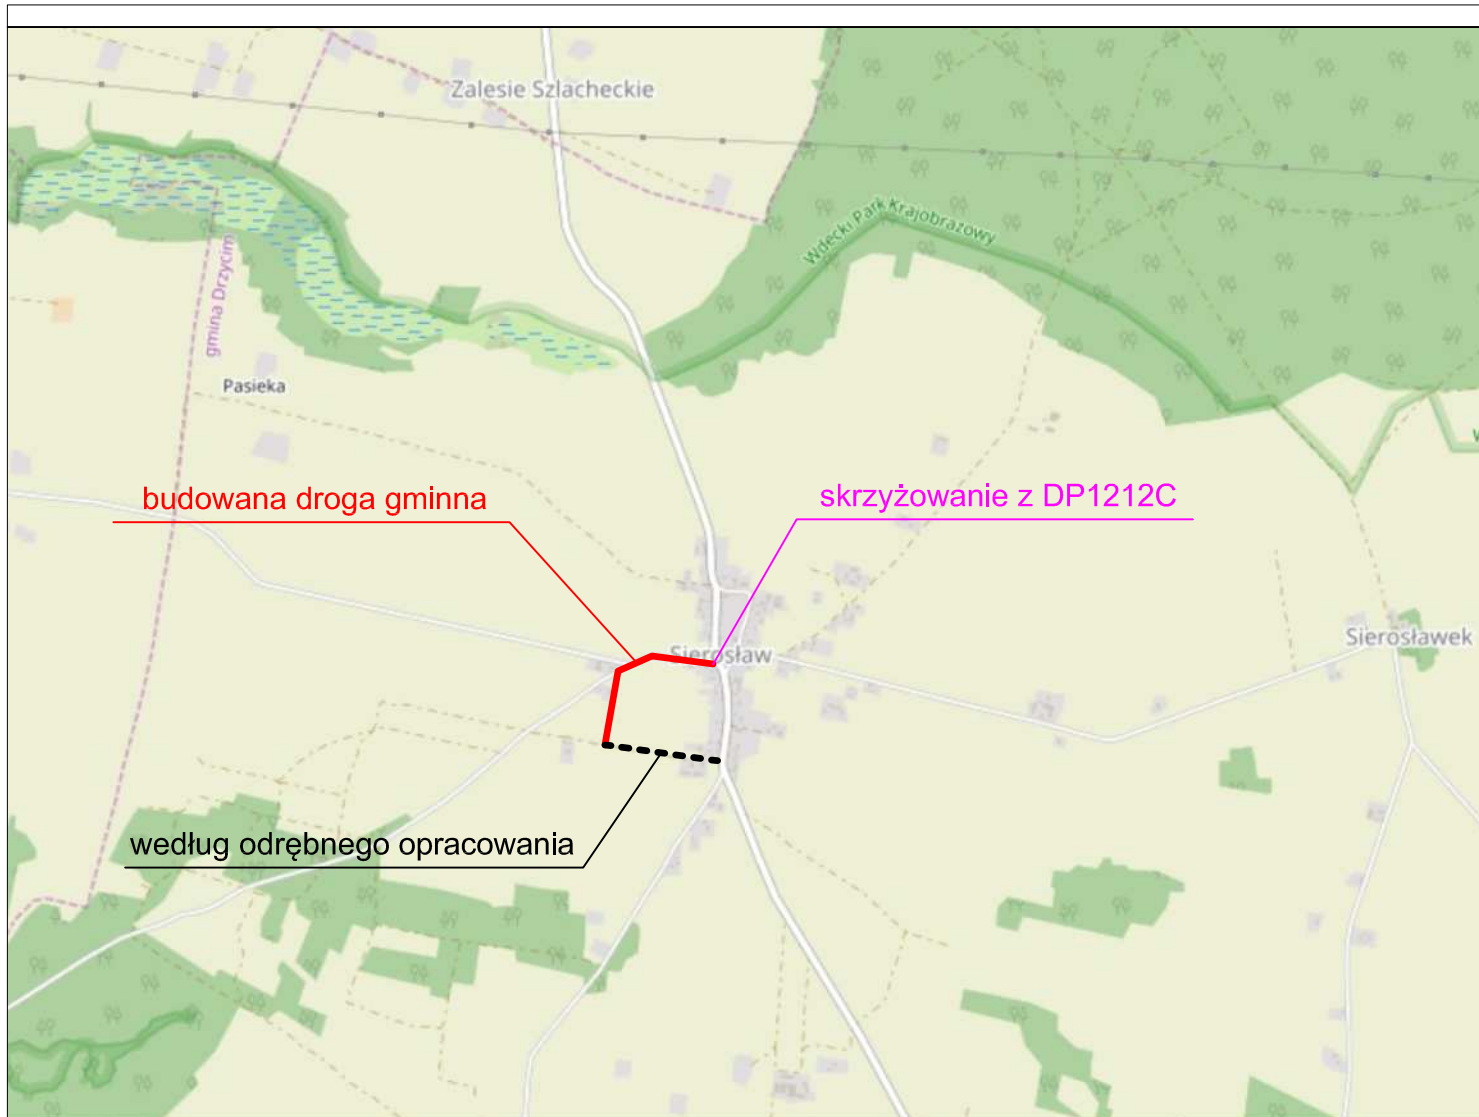 Zalesie Szlacheckie
Wdecki Park Krajobrazowy
gmina Drzycim
Pasieka
budowana droga gminna
skrzyżowanie z DP1212C
Sierosław
Sierosławek
według odrębnego opracowania